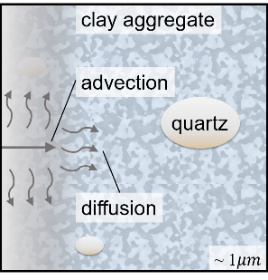 clay aggregate
advection
quartz
diffusion
~ 1μm